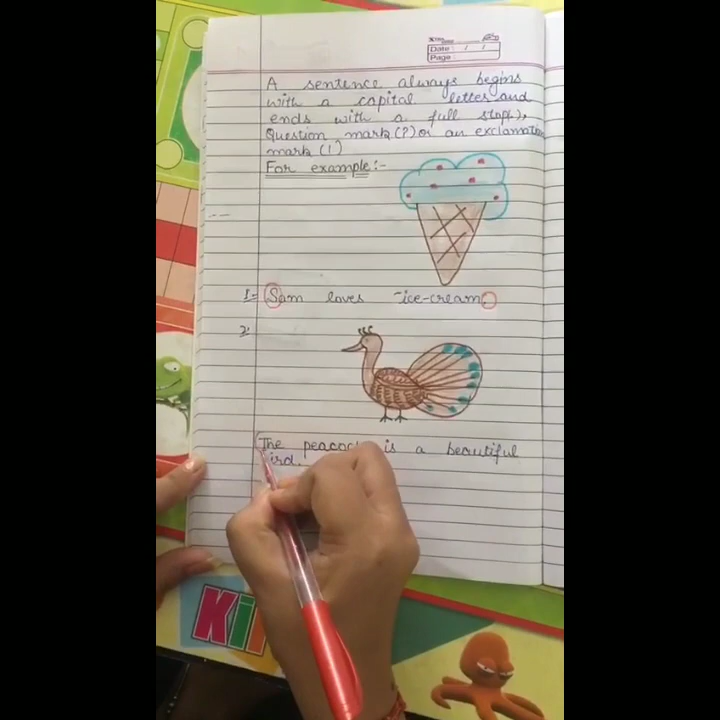 Date : / /
Page :
A sentence always begins
with a capital letter and
ends with a full stop(.),
Question mark (?) or an exclamation
mark (!)
For example :-
1= Sam loves ice-cream.
2
The peacock is a beautiful
bird.